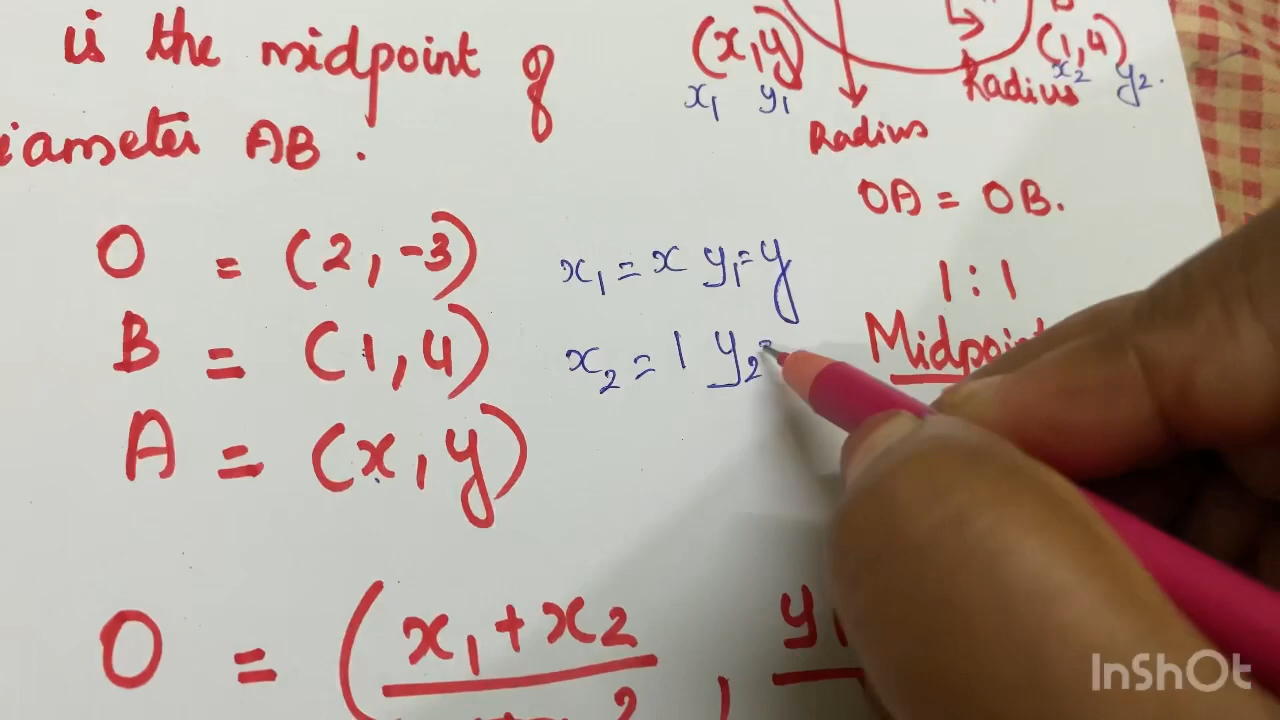 is the midpoint of
diameter AB.
(x, y)
x₁ y₁
(1, 4)
x₂ y₂.
Radius
Radius
OA = OB.
1 : 1
O = (2, -3)
x₁ = x y₁ = y
B = (1, 4)
x₂ = 1 y₂ =
A = (x, y)
O = (x₁ + x₂
2 ,
InShOt